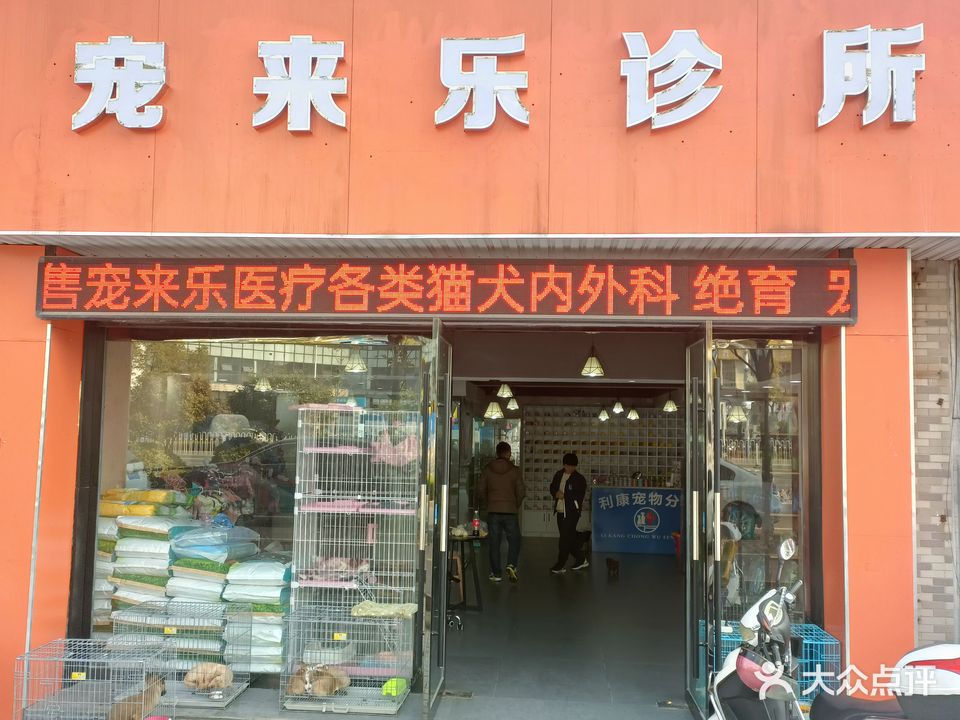 宠来乐诊所
售宠来乐医疗各类猫犬内外科 绝育
利康宠物分
LI KANG CHONG WU FEN
大众点评